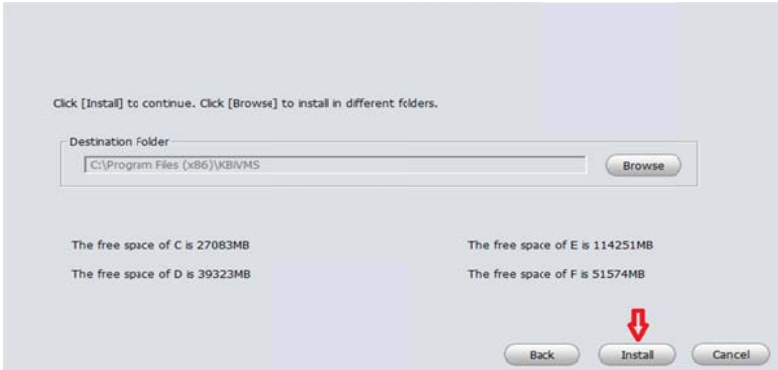 Click [Install] to continue. Click [Browse] to install in different folders.
Destination Folder
C:\Program Files (x86)\KBiVMS
Browse
The free space of C is 27083MB
The free space of E is 114251MB
The free space of D is 39323MB
The free space of F is 51574MB
Back
Install
Cancel